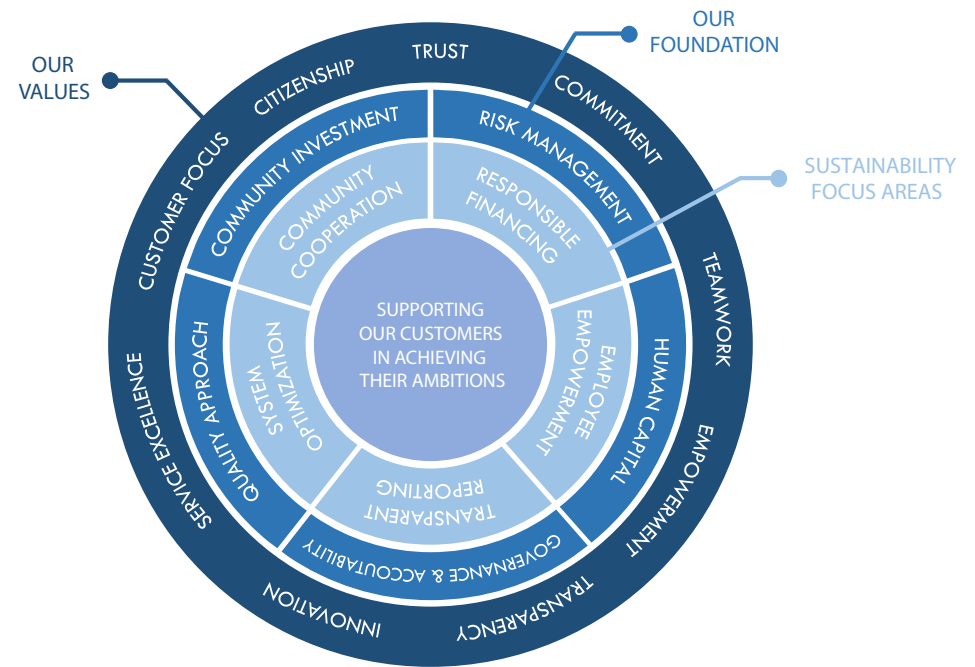 OUR
VALUES
OUR
FOUNDATION
SUSTAINABILITY
FOCUS AREAS
TRUST
COMMITMENT
TEAMWORK
EMPOWERMENT
TRANSPARENCY
INNOVATION
SERVICE EXCELLENCE
CUSTOMER FOCUS
CITIZENSHIP
RISK MANAGEMENT
HUMAN CAPITAL
GOVERNANCE & ACCOUTABILITY
QUALITY APPROACH
COMMUNITY INVESTMENT
RESPONSIBLE
FINANCING
EMPLOYEE
EMPOWERMENT
TRANSPARENT
REPORTING
SYSTEM
OPTIMIZATION
COMMUNITY
COOPERATION
SUPPORTING
OUR CUSTOMERS
IN ACHIEVING
THEIR AMBITIONS